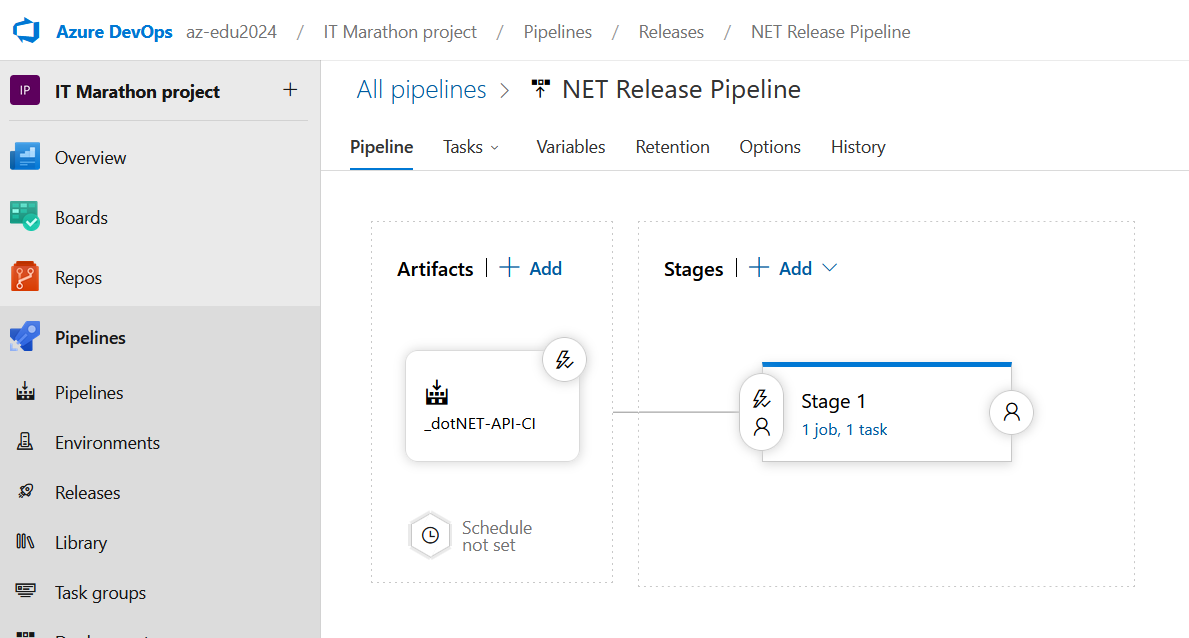 Azure DevOps az-edu2024 / IT Marathon project / Pipelines / Releases / NET Release Pipeline
IP IT Marathon project +
Overview
Boards
Repos
Pipelines
Pipelines
Environments
Releases
Library
Task groups
All pipelines > NET Release Pipeline
Pipeline Tasks Variables Retention Options History
Artifacts | + Add
_dotNET-API-CI
Schedule
not set
Stages | + Add
Stage 1
1 job, 1 task